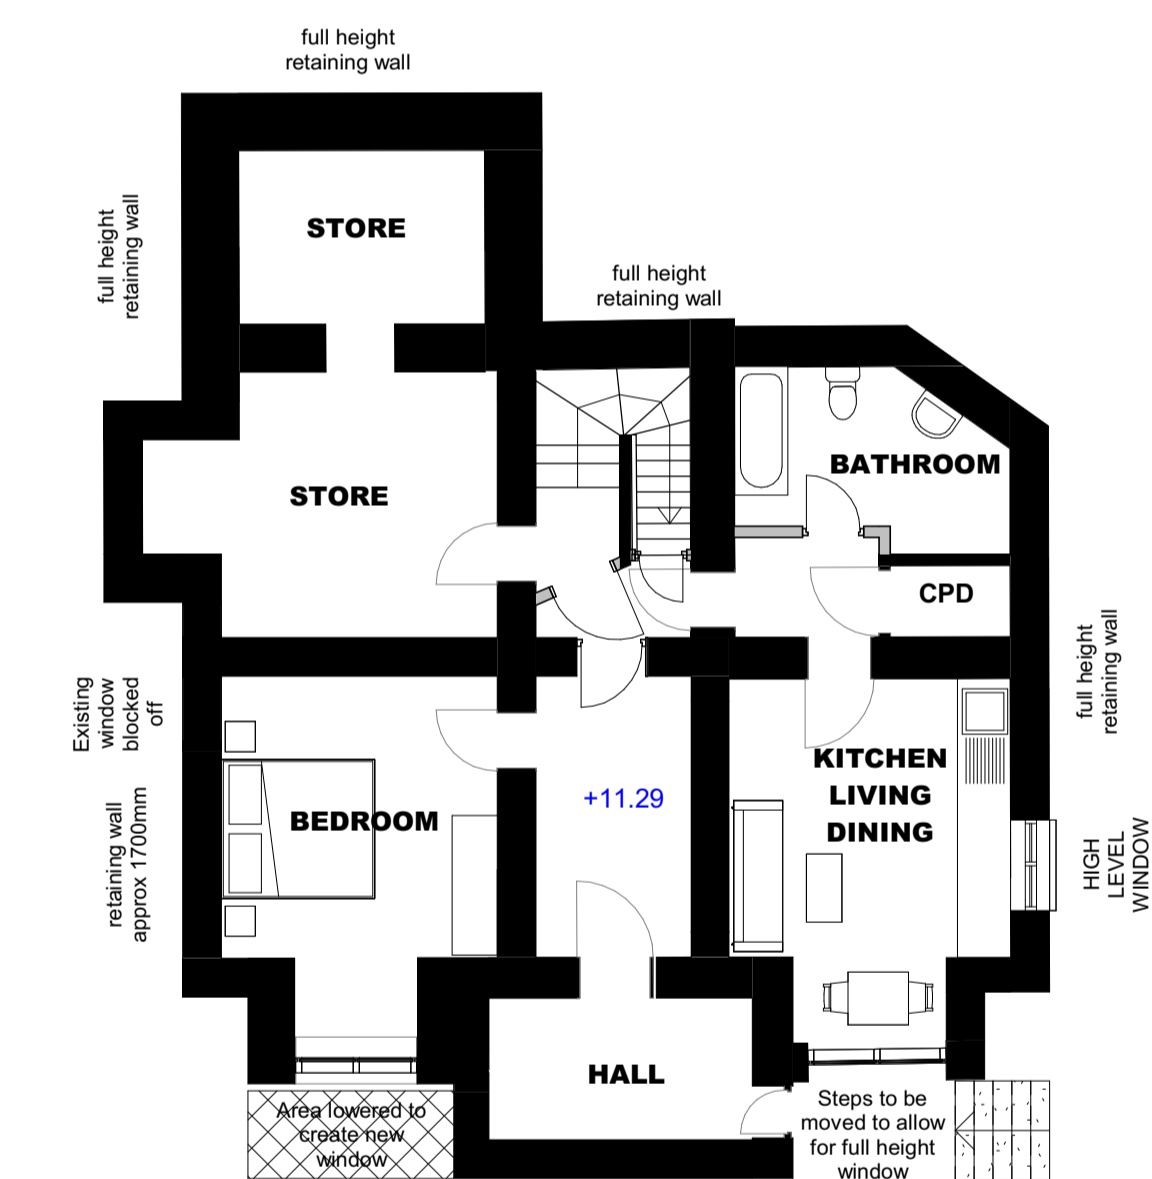 full height
retaining wall
full height
retaining wall
STORE
full height
retaining wall
STORE
BATHROOM
CPD
full height
retaining wall
Existing
window
blocked
off
retaining wall
approx 1700mm
BEDROOM
+11.29
KITCHEN
LIVING
DINING
HIGH
LEVEL
WINDOW
HALL
Area lowered to
create new
window
Steps to be
moved to allow
for full height
window